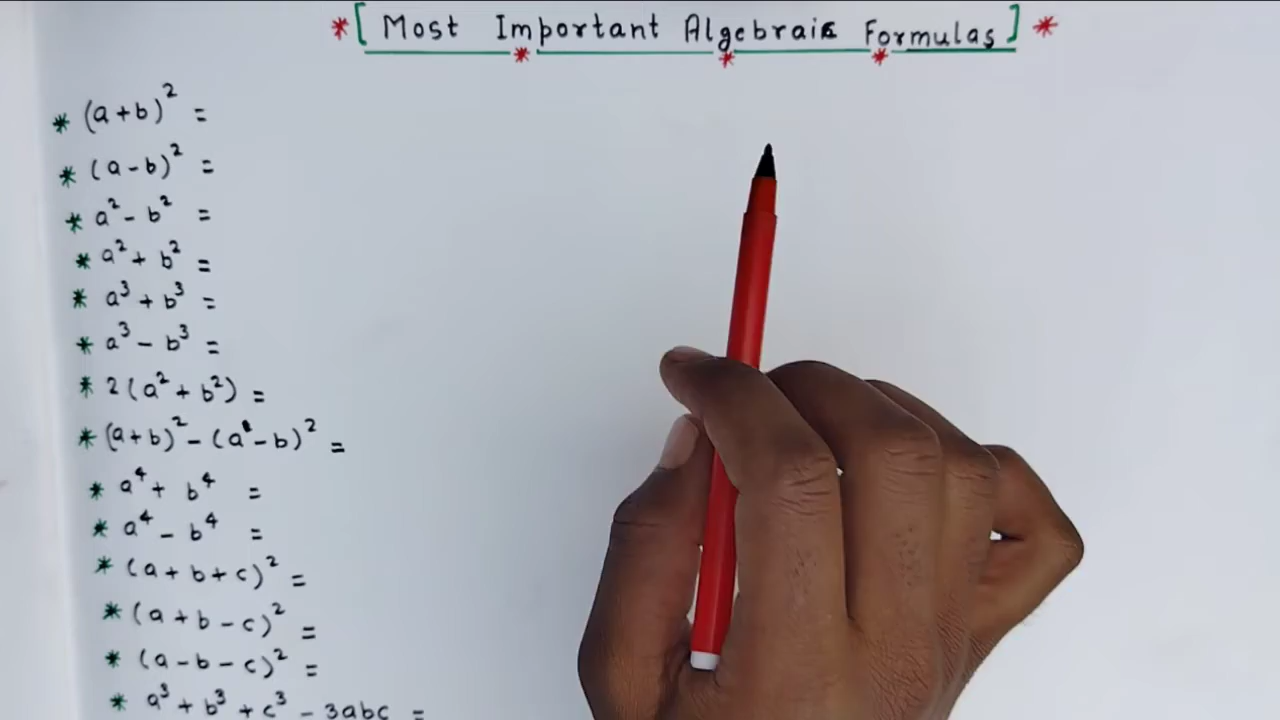 *[Most Important Algebraic Formulas]*
* (a+b)² =
* (a-b)² =
* a² - b² =
* a² + b² =
* a³ + b³ =
* a³ - b³ =
* 2(a² + b²) =
* (a+b)² - (a-b)² =
* a⁴ + b⁴ =
* a⁴ - b⁴ =
* (a+b+c)² =
* (a+b-c)² =
* (a-b-c)² =
* a³ + b³ + c³ - 3abc =